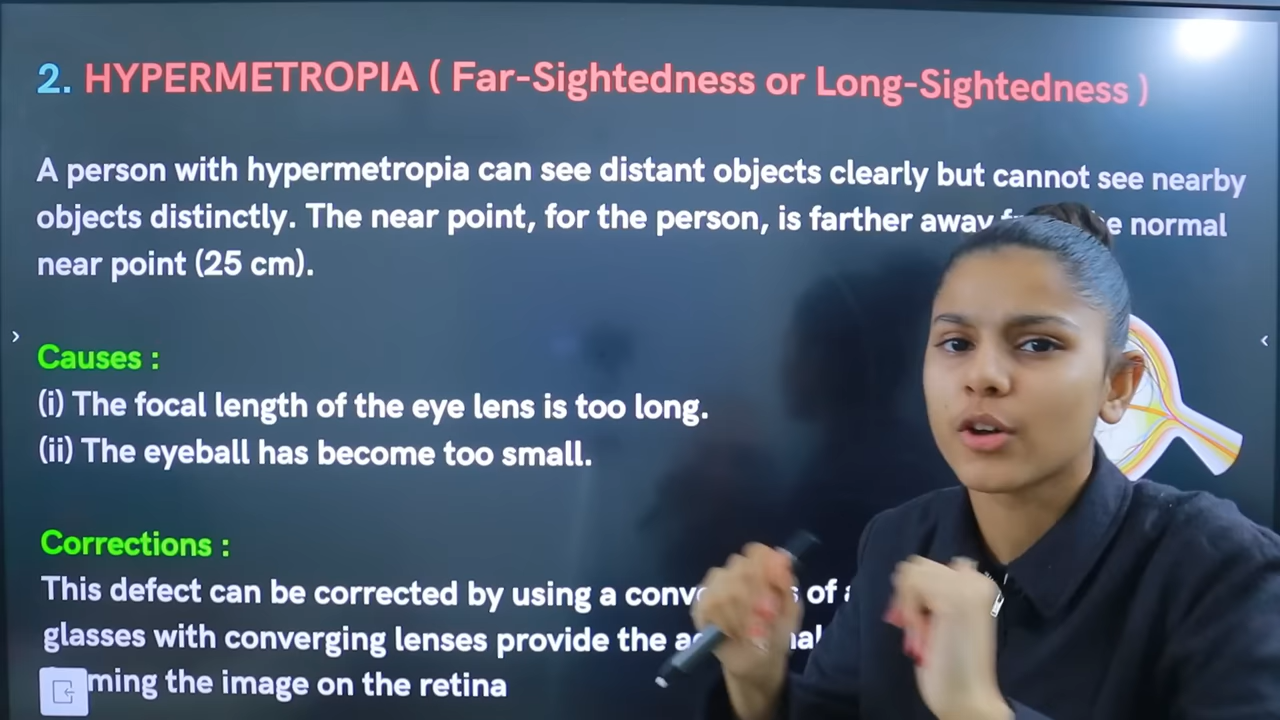 2. HYPERMETROPIA ( Far-Sightedness or Long-Sightedness )
A person with hypermetropia can see distant objects clearly but cannot see nearby
objects distinctly. The near point, for the person, is farther away normal
near point (25 cm).
Causes :
(i) The focal length of the eye lens is too long.
(ii) The eyeball has become too small.
Corrections :
This defect can be corrected by using a of
glasses with converging lenses provide the
the image on the retina